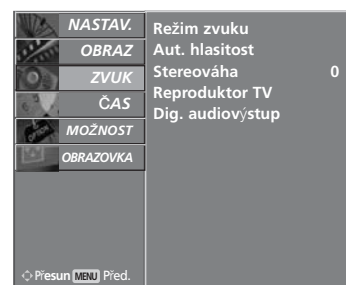 NASTAV.
OBRAZ
ZVUK
ČAS
MOŽNOST
OBRAZOVKA
Režim zvuku
Aut. hlasitost
Stereováha 0
Reproduktor TV
Dig. audiovýstup
Přesun MENU Před.